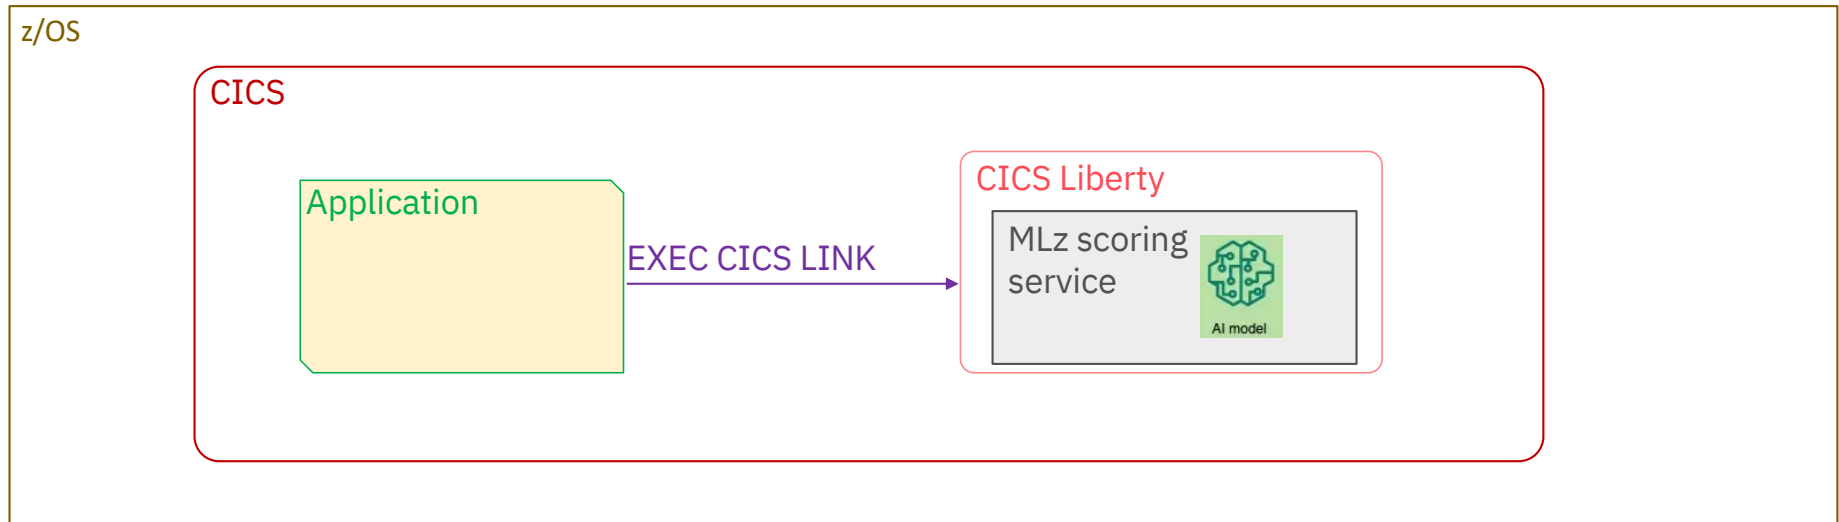 z/OS
CICS
Application
EXEC CICS LINK
CICS Liberty
MLz scoring
service
AI model